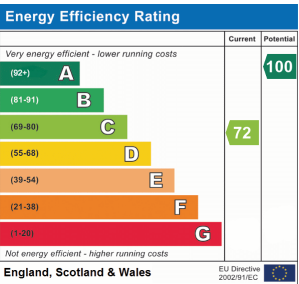 Energy Efficiency Rating
Current Potential
Very energy efficient - lower running costs
(92+) A 100
(81-91) B
(69-80) C 72
(55-68) D
(39-54) E
(21-38) F
(1-20) G
Not energy efficient - higher running costs
England, Scotland & Wales
EU Directive
2002/91/EC